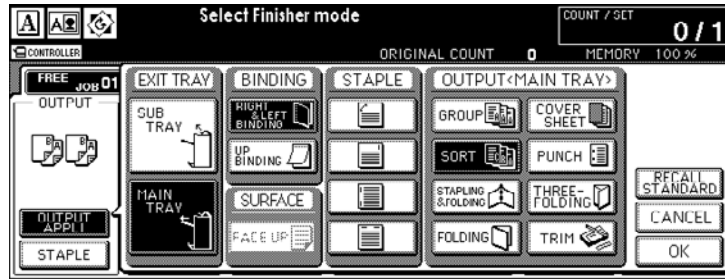 A A Select Finisher mode COUNT / SET
0 / 1
CONTROLLER ORIGINAL COUNT 0 MEMORY 100 %
FREE JOB 01
OUTPUT
OUTPUT APPLI
STAPLE
EXIT TRAY
SUB TRAY
MAIN TRAY
BINDING
RIGHT &LEFT BINDING
UP BINDING
SURFACE
FACE UP
STAPLE
OUTPUT<MAIN TRAY>
GROUP COVER SHEET
SORT PUNCH
STAPLING &FOLDING THREE-FOLDING
FOLDING TRIM
RECALL STANDARD
CANCEL
OK